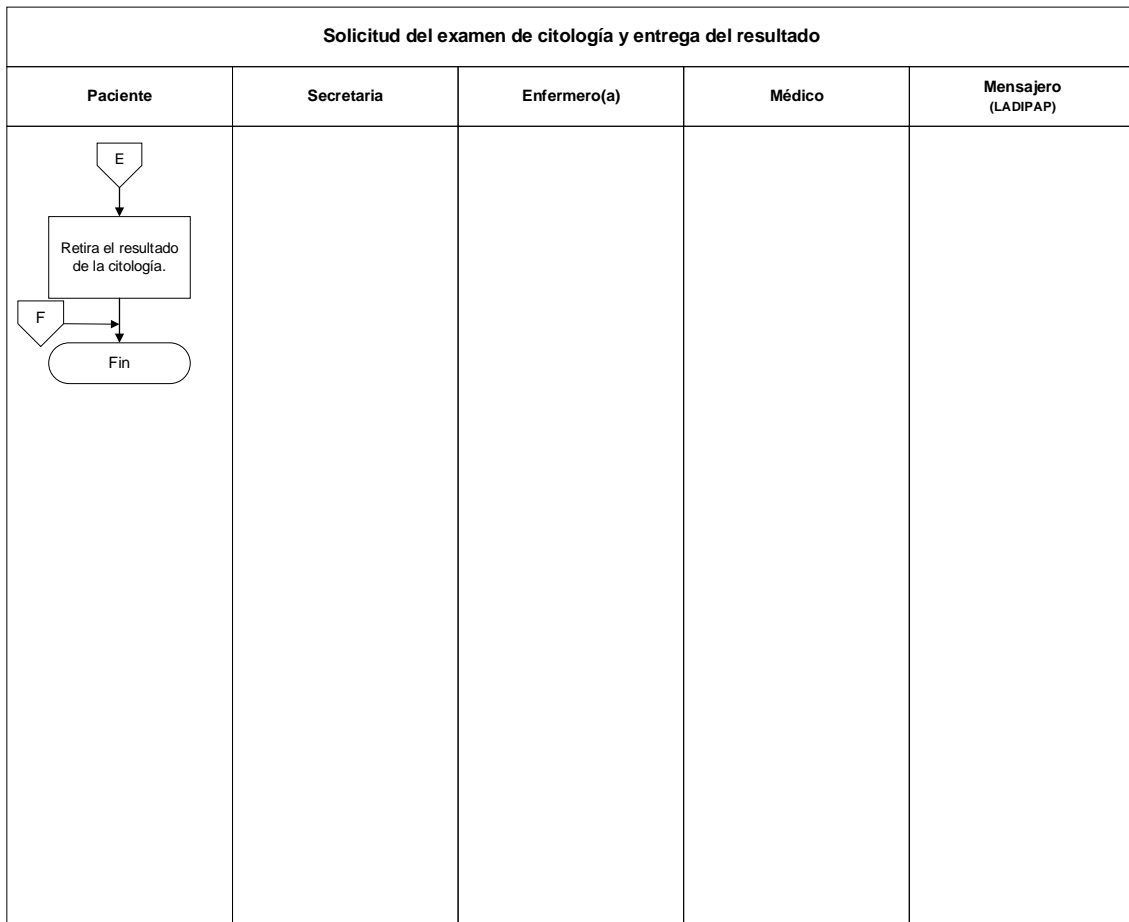 Solicitud del examen de citología y entrega del resultado
Paciente
Secretaria
Enfermero(a)
Médico
Mensajero
(LADIPAP)
E
Retira el resultado
de la citología.
F
Fin